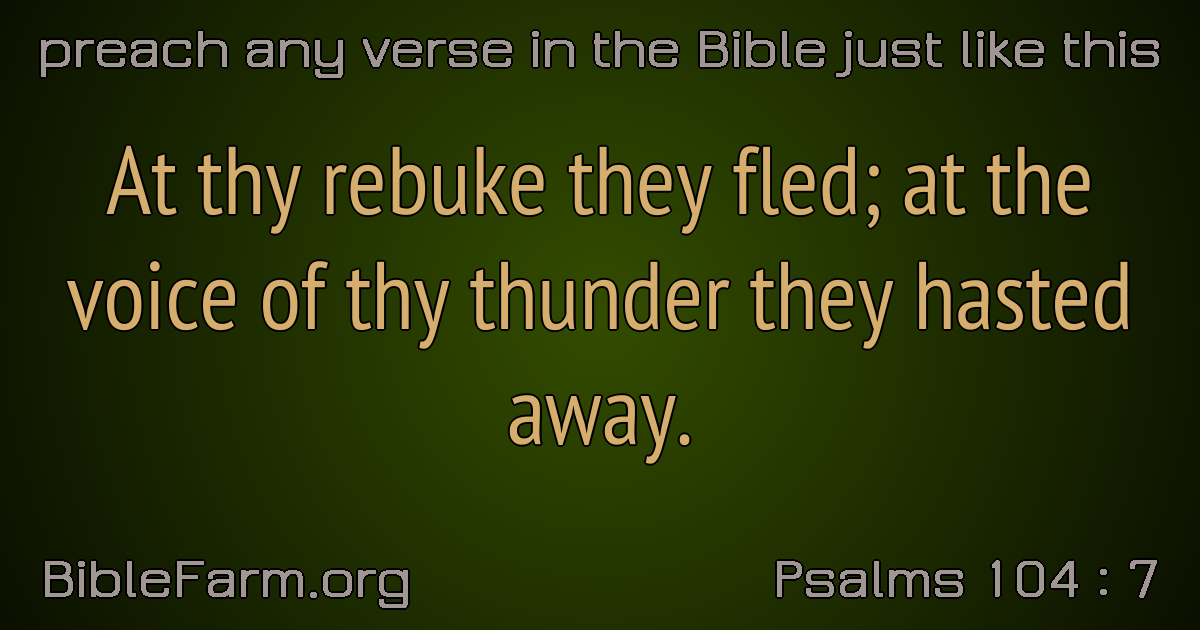 preach any verse in the Bible just like this
At thy rebuke they fled; at the
voice of thy thunder they hasted
away.
BibleFarm.org
Psalms 104 : 7